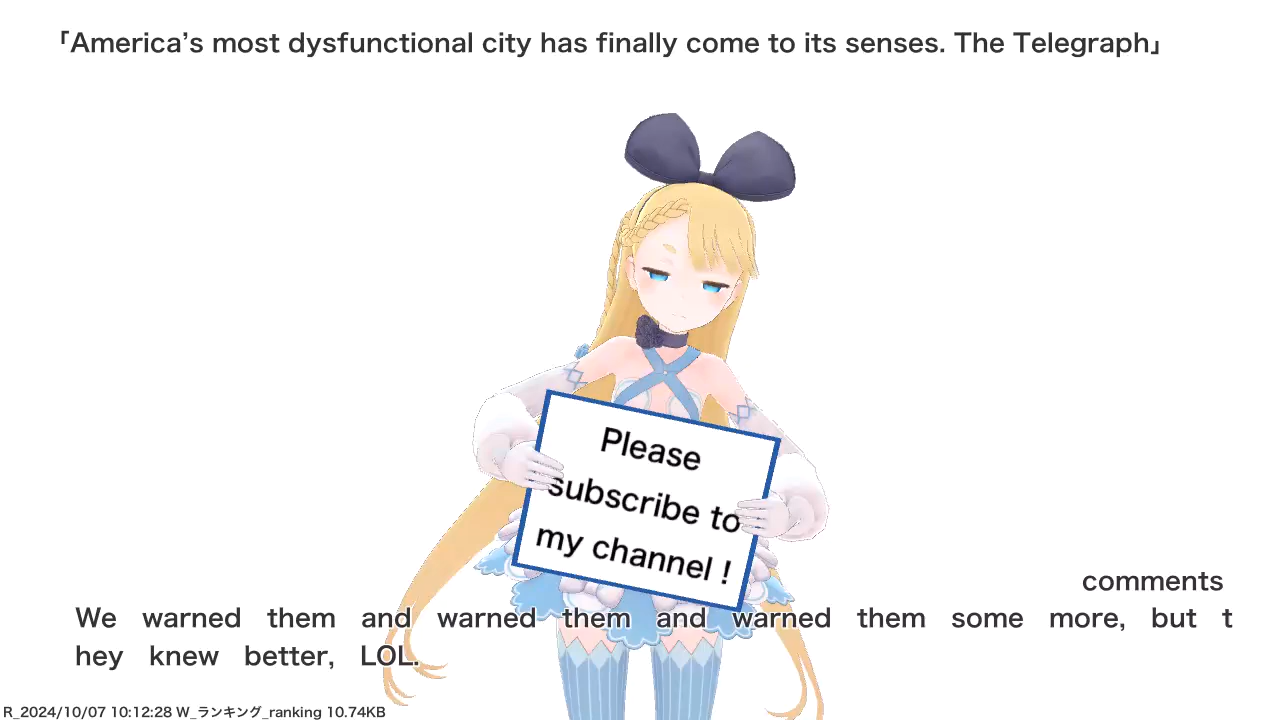 「America’s most dysfunctional city has finally come to its senses. The Telegraph」
Please
subscribe to
my channel !
comments
We warned them and warned them and warned them some more, but t
hey knew better, LOL.
R_2024/10/07 10:12:28 W_ランキング_ranking 10.74KB